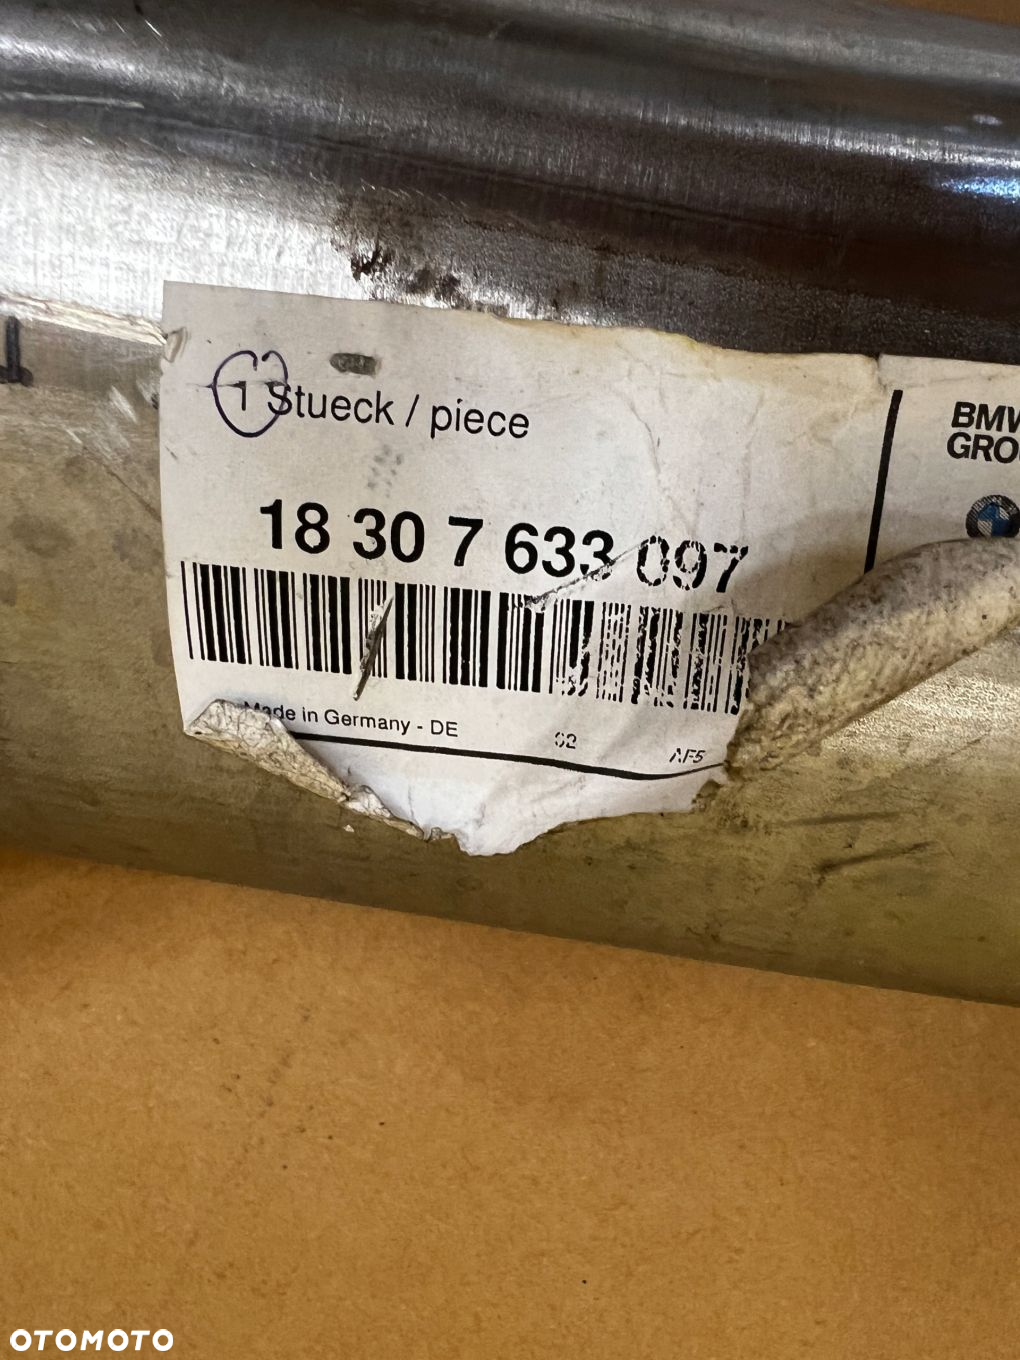 1 Stueck / piece
BMW
GRO
18 30 7 633 097
Made in Germany - DE
02
AF5
OTOMOTO